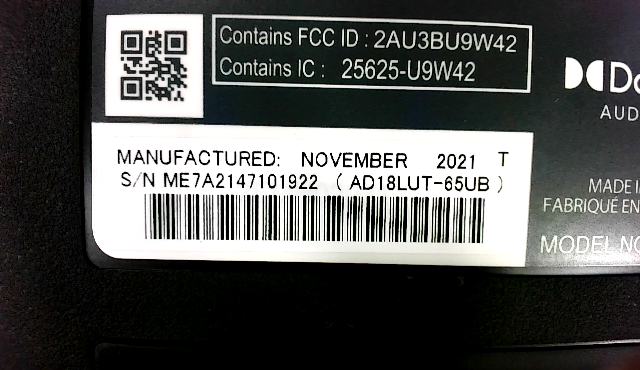 Contains FCC ID : 2AU3BU9W42
Contains IC : 25625-U9W42
MANUFACTURED: NOVEMBER 2021 T
S/N ME7A2147101922 ( AD18LUT-65UB )
AUD
MADE I
FABRIQUÉ EN
MODEL NO